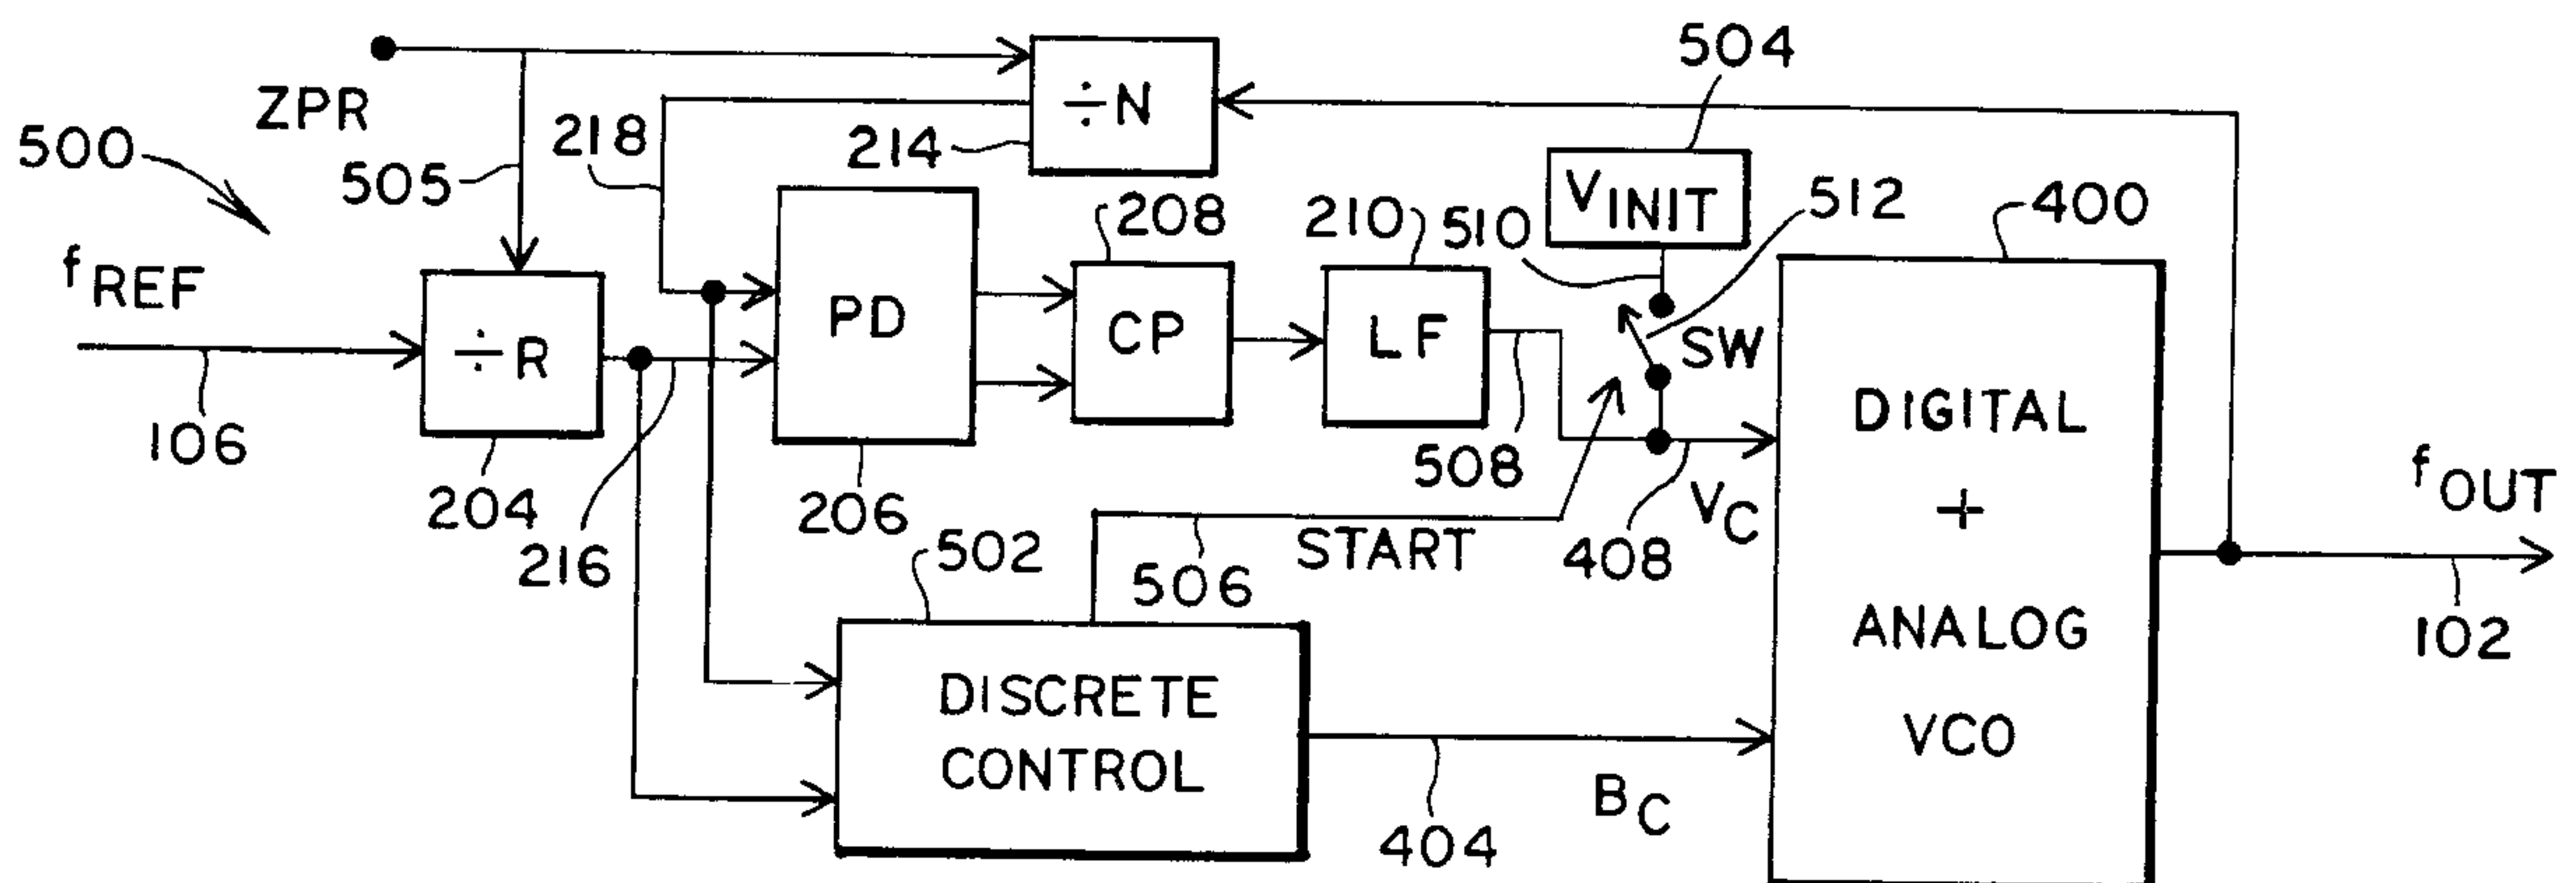 504
ZPR
÷N
500
505
218
214
V INIT
512
208
210
510
400
f REF
PD
CP
LF
SW
÷R
DIGITAL
+
ANALOG
VCO
106
204
216
206
508
V C
408
f OUT
502
506
START
102
DISCRETE
CONTROL
404
B C